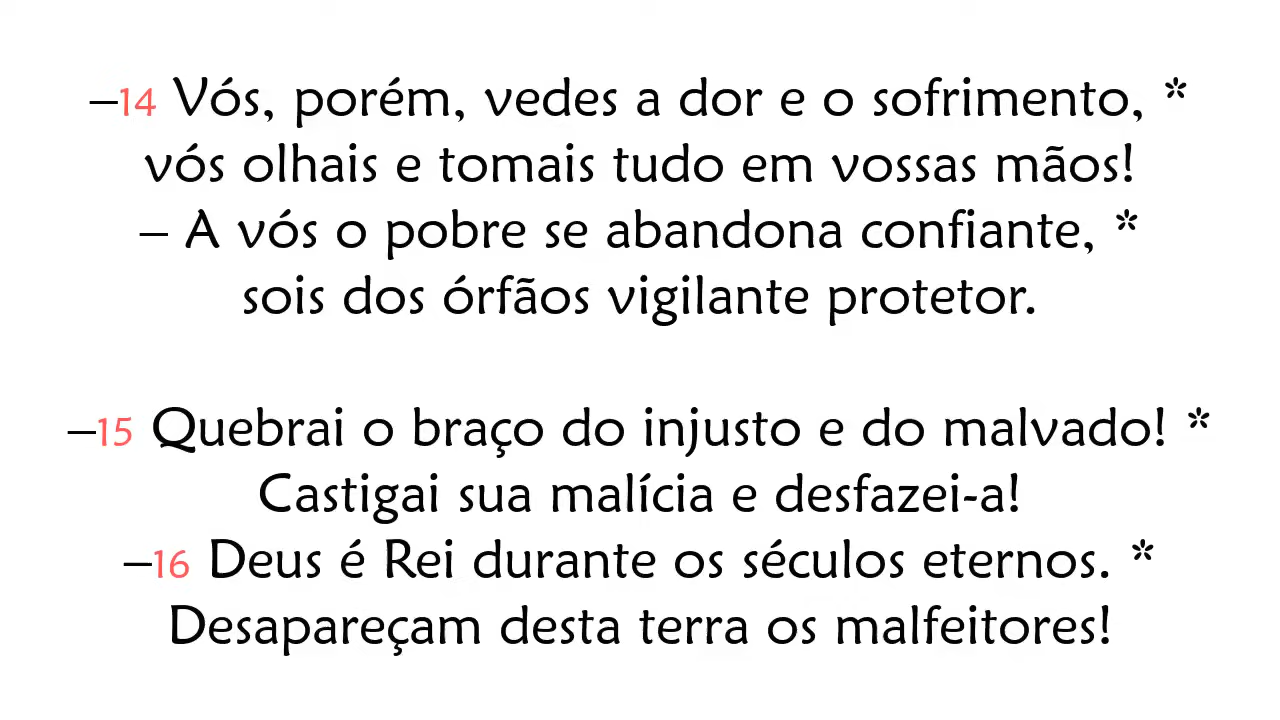 –14 Vós, porém, vedes a dor e o sofrimento, *
vós olhais e tomais tudo em vossas mãos!
– A vós o pobre se abandona confiante, *
sois dos órfãos vigilante protetor.
–15 Quebrai o braço do injusto e do malvado! *
Castigai sua malícia e desfazei-a!
–16 Deus é Rei durante os séculos eternos. *
Desapareçam desta terra os malfeitores!